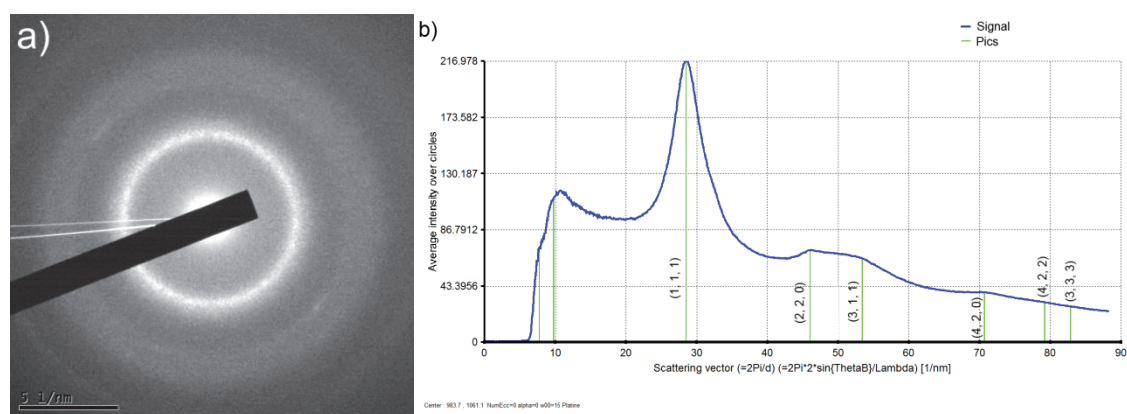 a)
5 1/nm
b)
Signal
Pics
216.978
173.582
130.187
86.7912
43.3956
0
Average intensity over circles
(1, 1, 1)
(2, 2, 0)
(3, 1, 1)
(4, 2, 0)
(4, 2, 2)
(3, 3, 3)
0 10 20 30 40 50 60 70 80 90
Scattering vector (=2Pi/d) (=2Pi*2*sin{ThetaB}/Lambda) [1/nm]
Center : 983.7 , 1061.1 NumEcc=0 alpha=0 w00=15 Platine